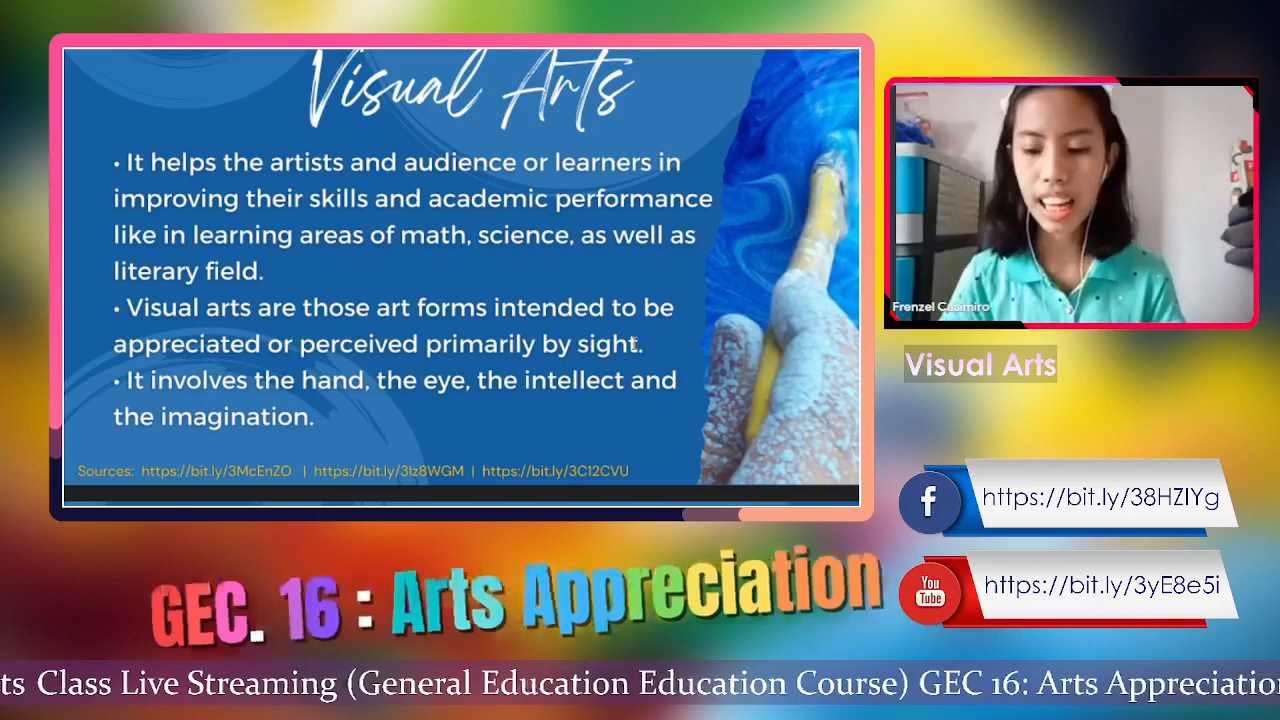 Visual Arts
• It helps the artists and audience or learners in
improving their skills and academic performance
like in learning areas of math, science, as well as
literary field.
• Visual arts are those art forms intended to be
appreciated or perceived primarily by sight.
• It involves the hand, the eye, the intellect and
the imagination.
Sources: https://bit.ly/3McEnZO | https://bit.ly/3Iz8WGM | https://bit.ly/3C12CVU
Frenzel Casimiro
Visual Arts
f https://bit.ly/38HZIYg
You Tube https://bit.ly/3yE8e5i
GEC. 16 : Arts Appreciation
ts Class Live Streaming (General Education Education Course) GEC 16: Arts Appreciation